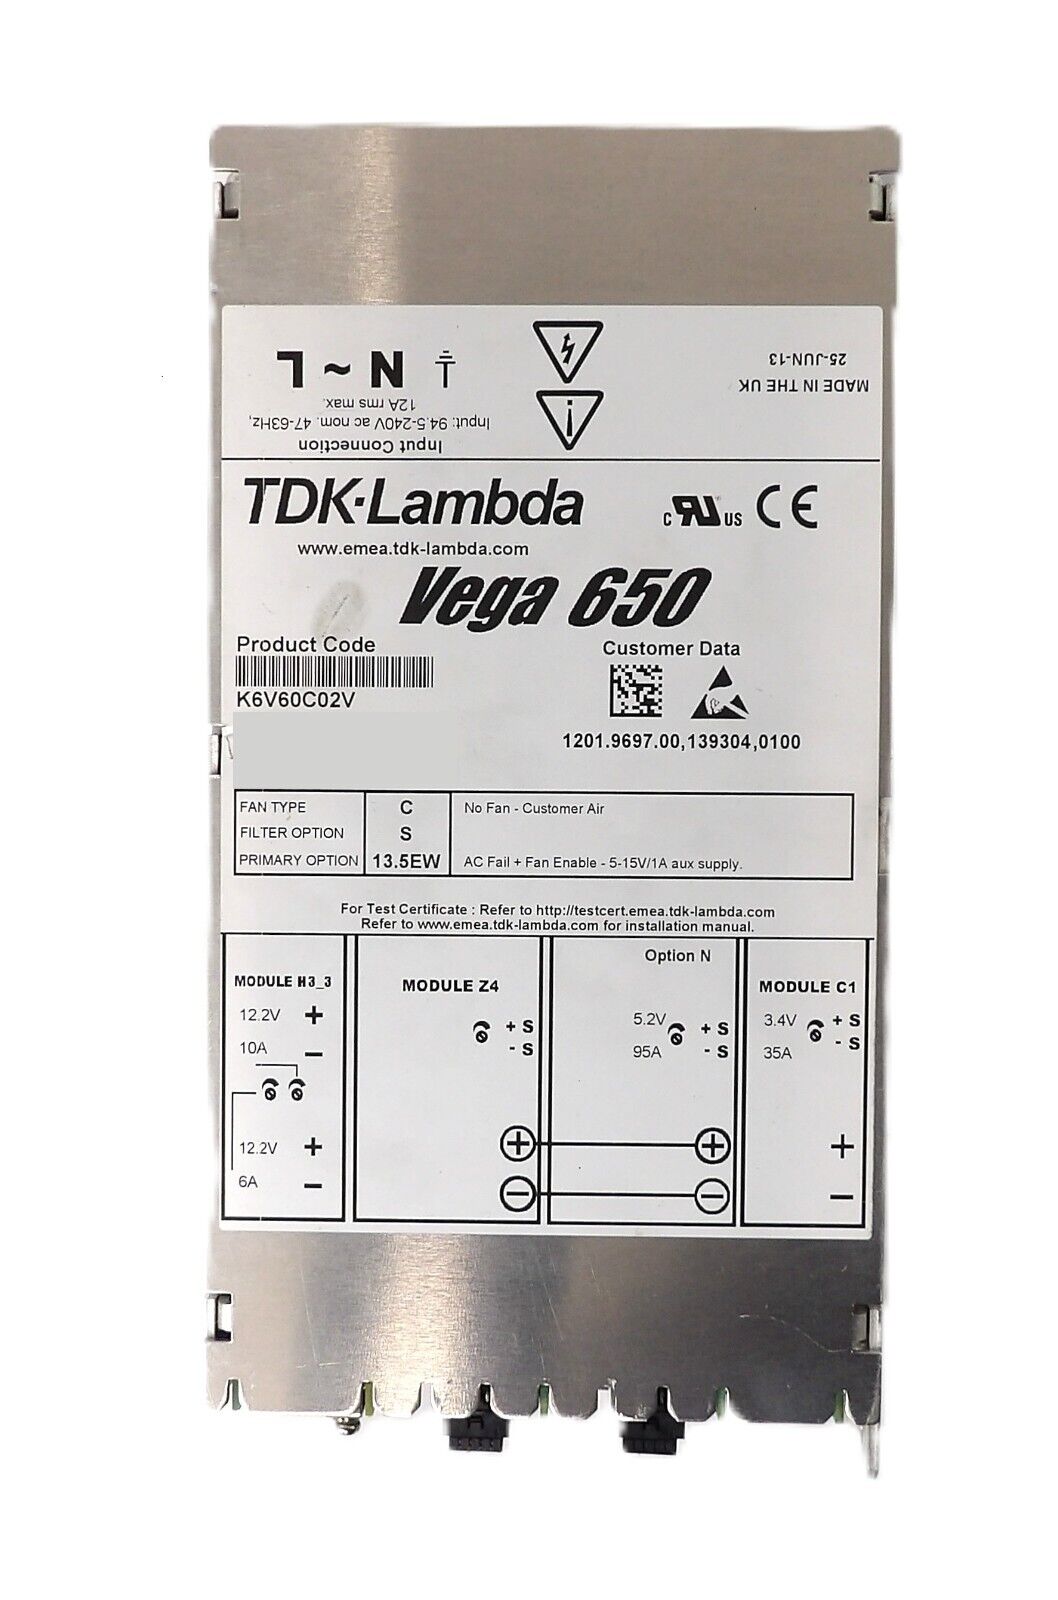 MADE IN THE UK
25-JUN-13
Input Connection
Input: 94.5-240V ac nom. 47-63Hz,
12A rms max.
N ~ L
TDK·Lambda
www.emea.tdk-lambda.com
C RU US CE
Vega 650
Product Code
K6V60C02V
Customer Data
1201.9697.00,139304,0100
FAN TYPE C No Fan - Customer Air
FILTER OPTION S
PRIMARY OPTION 13.5EW AC Fail + Fan Enable - 5-15V/1A aux supply.
For Test Certificate : Refer to http://testcert.emea.tdk-lambda.com
Refer to www.emea.tdk-lambda.com for installation manual.
MODULE H3_3
12.2V +
10A -
12.2V +
6A -
MODULE Z4
+ S
- S
+
-
Option N
5.2V + S
95A - S
+
-
MODULE C1
3.4V + S
35A - S
+
-